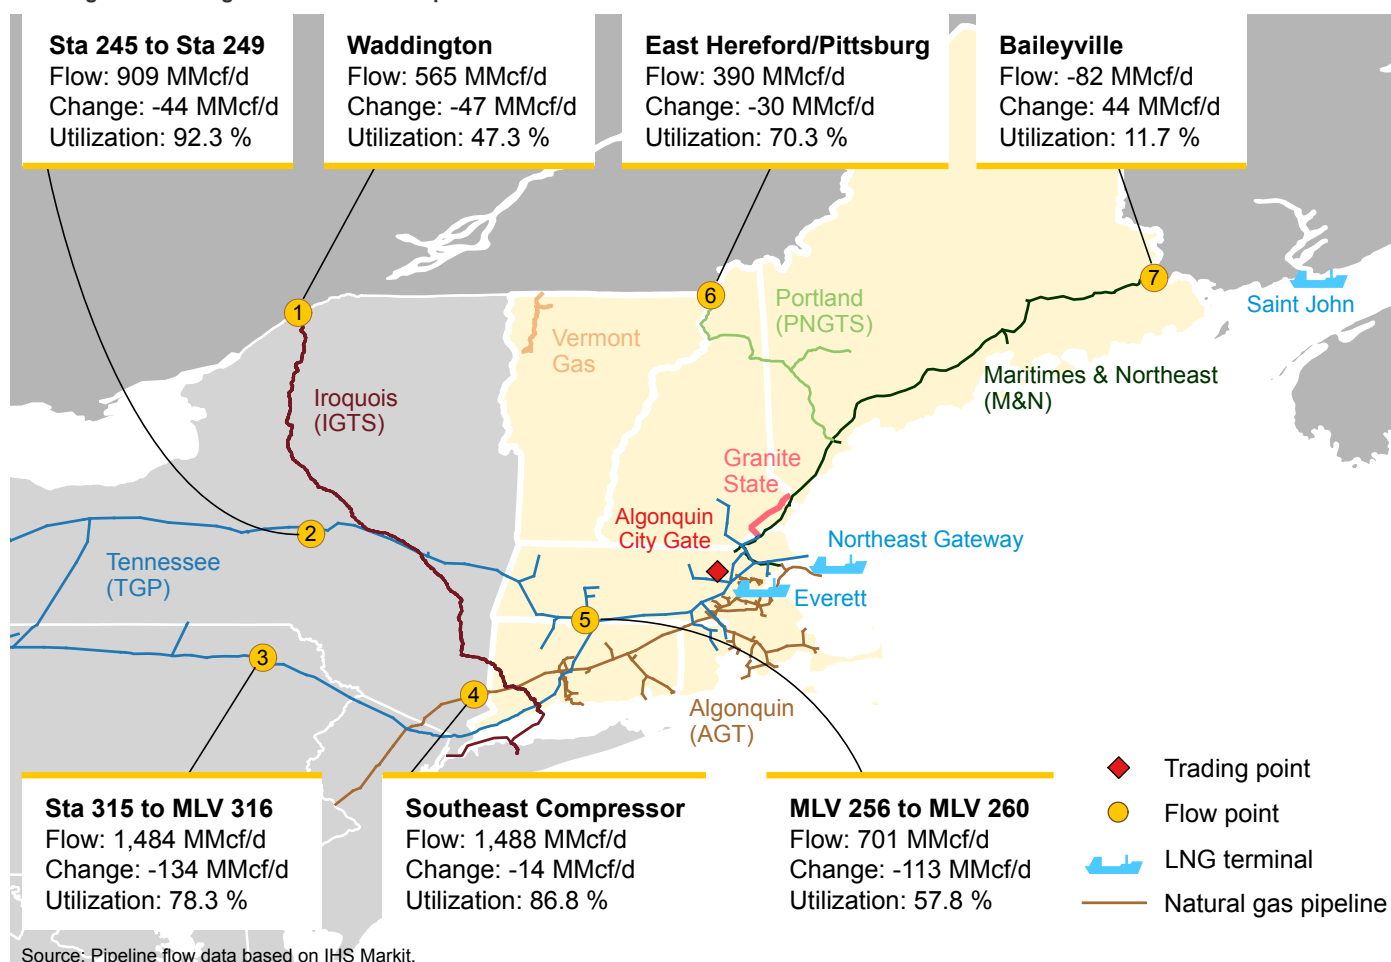 Sta 245 to Sta 249
Flow: 909 MMcf/d
Change: -44 MMcf/d
Utilization: 92.3 %
Waddington
Flow: 565 MMcf/d
Change: -47 MMcf/d
Utilization: 47.3 %
East Hereford/Pittsburg
Flow: 390 MMcf/d
Change: -30 MMcf/d
Utilization: 70.3 %
Baileyville
Flow: -82 MMcf/d
Change: 44 MMcf/d
Utilization: 11.7 %
1
6
7
Saint John
Portland
(PNGTS)
Vermont
Gas
Iroquois
(IGTS)
Maritimes & Northeast
(M&N)
Granite
State
Algonquin
City Gate
2
Northeast Gateway
Tennessee
(TGP)
Everett
5
3
4
Algonquin
(AGT)
Sta 315 to MLV 316
Flow: 1,484 MMcf/d
Change: -134 MMcf/d
Utilization: 78.3 %
Southeast Compressor
Flow: 1,488 MMcf/d
Change: -14 MMcf/d
Utilization: 86.8 %
MLV 256 to MLV 260
Flow: 701 MMcf/d
Change: -113 MMcf/d
Utilization: 57.8 %
Trading point
Flow point
LNG terminal
Natural gas pipeline
Source: Pipeline flow data based on IHS Markit.